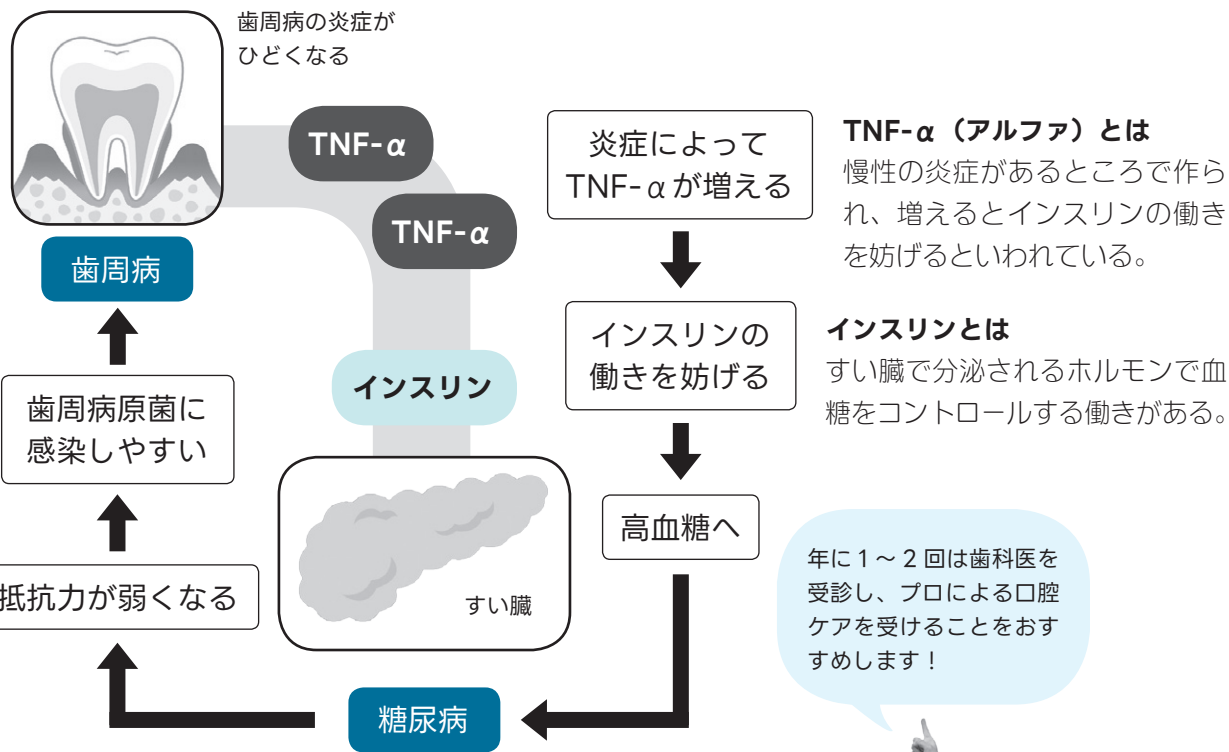 歯周病の炎症が
ひどくなる
TNF-α
TNF-α
歯周病
インスリン
歯周病原菌に
感染しやすい
抵抗力が弱くなる
すい臓
糖尿病
炎症によって
TNF-αが増える
インスリンの
働きを妨げる
高血糖へ
TNF-α（アルファ）とは
慢性の炎症があるところで作ら
れ、増えるとインスリンの働き
を妨げるといわれている。
インスリンとは
すい臓で分泌されるホルモンで血
糖をコントロールする働きがある。
年に１～２回は歯科医を
受診し、プロによる口腔
ケアを受けることをおす
すめします！